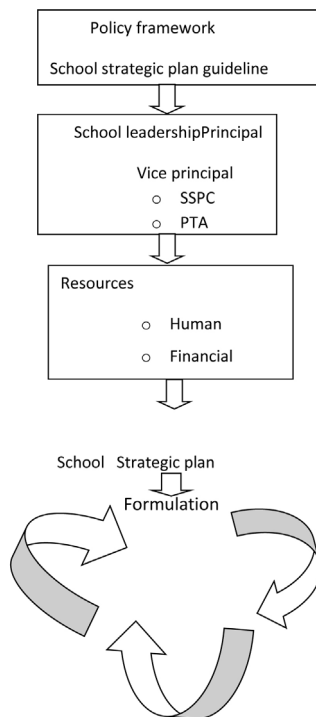 Policy framework
School strategic plan guideline
School leadershipPrincipal
Vice principal
○ SSPC
○ PTA
Resources
○ Human
○ Financial
School Strategic plan
Formulation